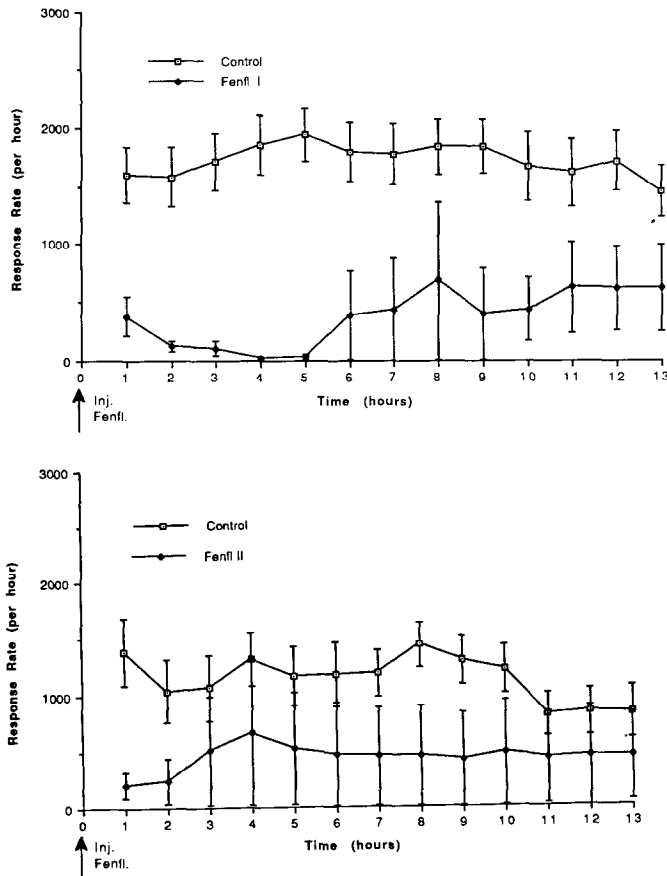 3000
Control
Fenfl I
2000
1000
0
Response Rate (per hour)
0 1 2 3 4 5 6 7 8 9 10 11 12 13
Inj.
Fenfl.
Time (hours)
3000
Control
Fenfl II
2000
1000
0
Response Rate (per hour)
0 1 2 3 4 5 6 7 8 9 10 11 12 13
Inj.
Fenfl.
Time (hours)